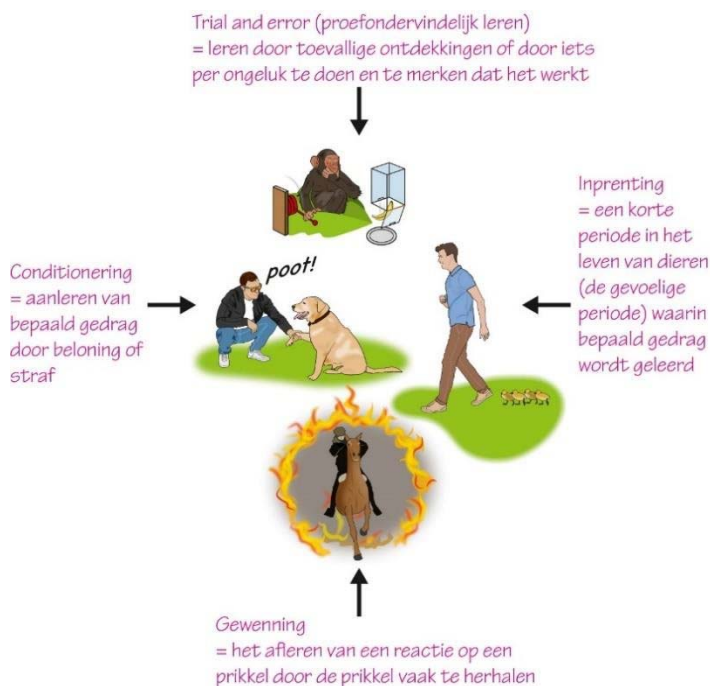 Trial and error (proefondervindelijk leren)
= leren door toevallige ontdekkingen of door iets
per ongeluk te doen en te merken dat het werkt
Inprenting
= een korte
periode in het
leven van dieren
(de gevoelige
periode) waarin
bepaald gedrag
wordt geleerd
Conditionering
= aanleren van
bepaald gedrag
door beloning of
straf
poot!
Gewenning
= het afleren van een reactie op een
prikkel door de prikkel vaak te herhalen